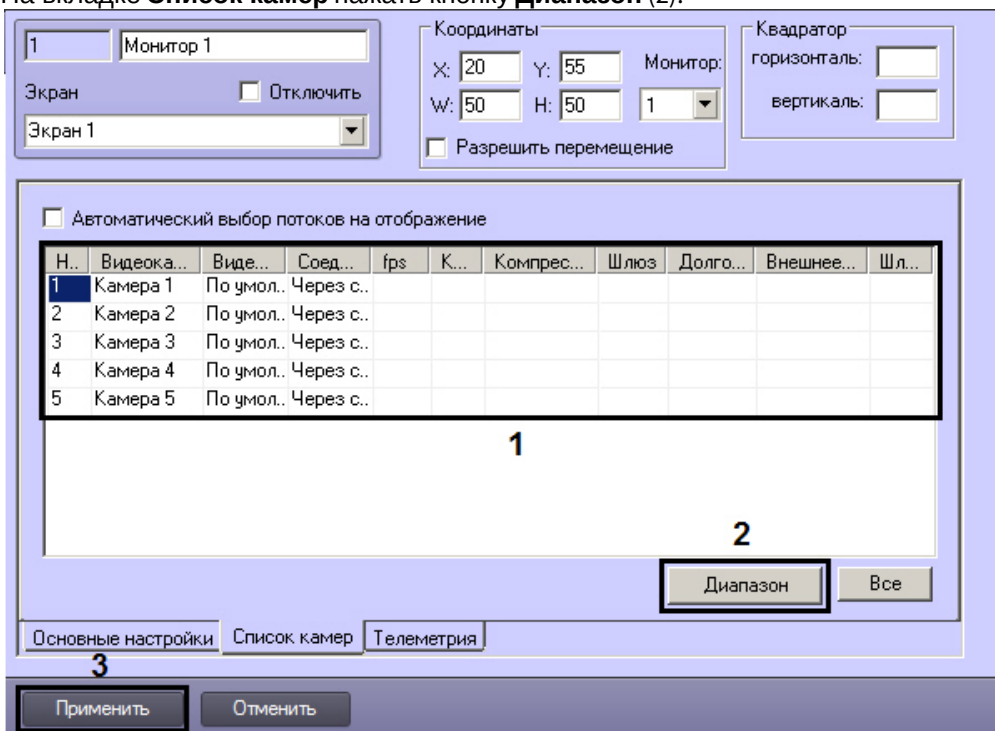 На вкладке Список камер нажать кнопку Диапазон (2).
1 Монитор 1
Экран Отключить
Экран 1
Координаты
X: 20 Y: 55 Монитор:
W: 50 H: 50 1
Разрешить перемещение
Квадратор
горизонталь:
вертикаль:
Автоматический выбор потоков на отображение
Н.. Видеока... Виде... Соед... fps К... Компрес... Шлюз Долго... Внешнее... Шл...
1 Камера 1 По умол.. Через с..
2 Камера 2 По умол.. Через с..
3 Камера 3 По умол.. Через с..
4 Камера 4 По умол.. Через с..
5 Камера 5 По умол.. Через с..
1
2
Диапазон Все
Основные настройки Список камер Телеметрия
3
Применить Отменить